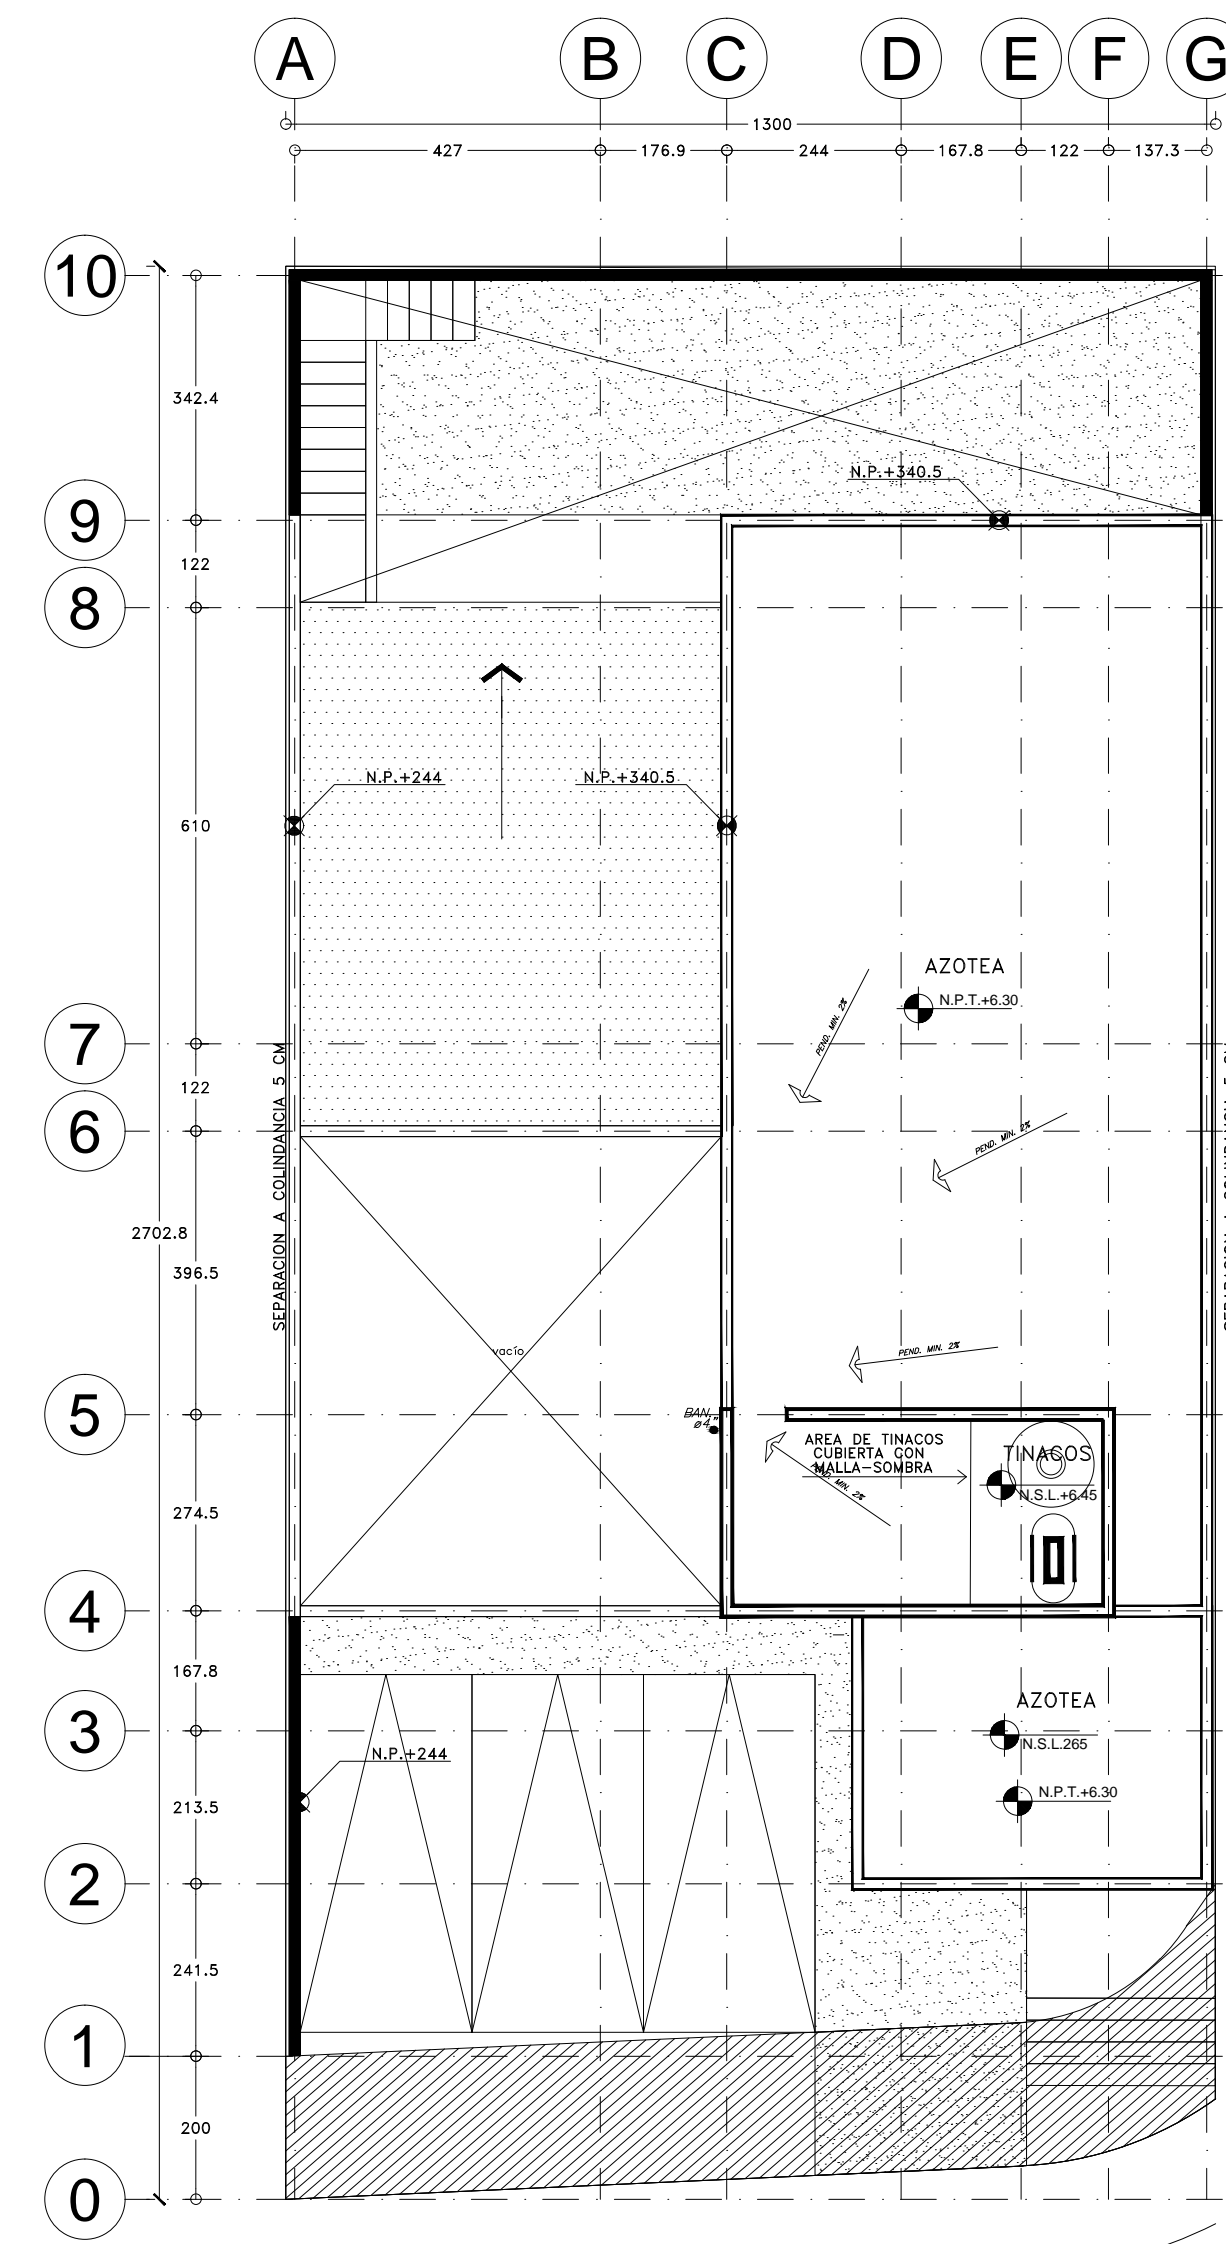 A B C D E F G
1300
427 176.9 244 167.8 122 137.3
10
342.4
N.P.+340.5
9
122
8
N.P.+244
N.P.+340.5
610
AZOTEA
N.P.T.+6.30
PEND. MIN. 2%
7
SEPARACION A COLINDANCIA 5 CM
122
6
PEND. MIN. 2%
2702.8
396.5
PEND. MIN. 2%
vacío
5
BAN.
ø4"
AREA DE TINACOS
CUBIERTA CON
MALLA-SOMBRA
TINACOS
PEND. MIN. 2%
N.S.L.+6.45
274.5
4
167.8
AZOTEA
3
N.S.L.265
N.P.+244
N.P.T.+6.30
213.5
2
241.5
1
200
0